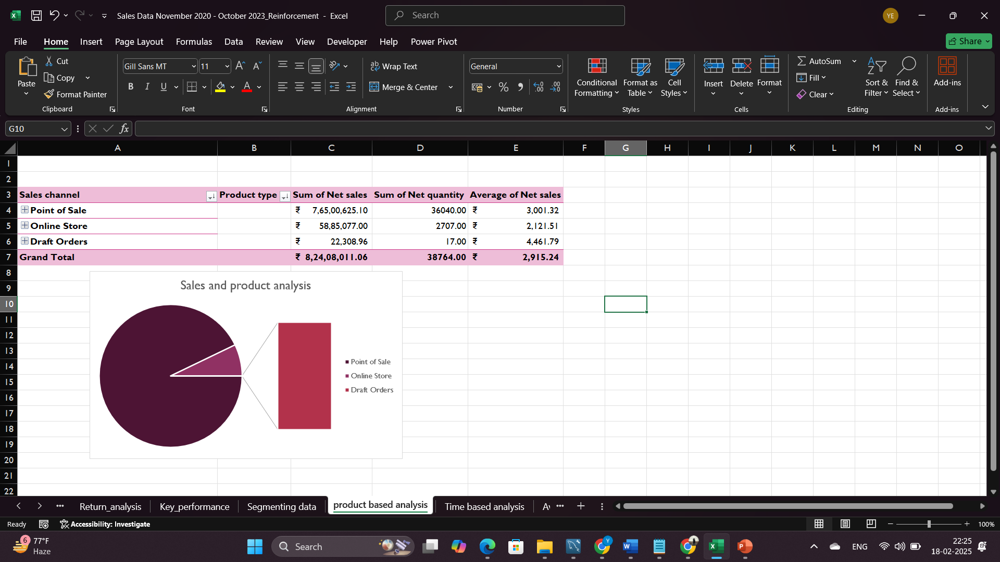 Sales Data November 2020 - October 2023_Reinforcement - Excel
Search
YE
File Home Insert Page Layout Formulas Data Review View Developer Help Power Pivot
Share
Paste
Cut
Copy
Format Painter
Clipboard
Gill Sans MT 11
B I U
Font
Wrap Text
Merge & Center
Alignment
General
Number
Conditional Formatting
Format as Table
Cell Styles
Styles
Insert Delete Format
Cells
AutoSum
Fill
Clear
Sort & Filter
Find & Select
Editing
Add-ins
Add-ins
G10
fx
A B C D E F G H I J K L M N O
1
2
3 Sales channel Product type Sum of Net sales Sum of Net quantity Average of Net sales
4 Point of Sale ₹ 7,65,00,625.10 36040.00 ₹ 3,001.32
5 Online Store ₹ 58,85,077.00 2707.00 ₹ 2,121.51
6 Draft Orders ₹ 22,308.96 17.00 ₹ 4,461.79
7 Grand Total ₹ 8,24,08,011.06 38764.00 ₹ 2,915.24
8
9 Sales and product analysis
10
11
12
13
14 Point of Sale
15 Online Store
16 Draft Orders
17
18
19
20
21
22
Return_analysis Key_performance Segmenting data product based analysis Time based analysis
Ready Accessibility: Investigate 100%
6 77°F
Haze
Search
ENG
22:25
18-02-2025